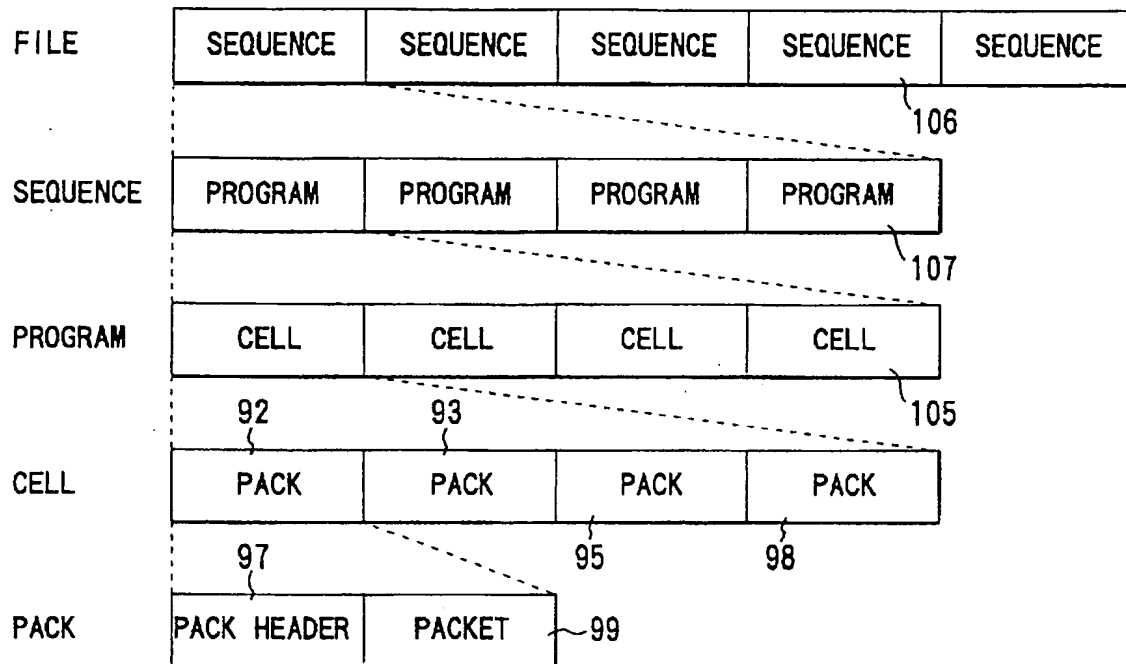 FILE SEQUENCE SEQUENCE SEQUENCE SEQUENCE SEQUENCE
106
SEQUENCE PROGRAM PROGRAM PROGRAM PROGRAM
107
PROGRAM CELL CELL CELL CELL
105
92 93
CELL PACK PACK PACK PACK
97 95 98
PACK PACK HEADER PACKET 99